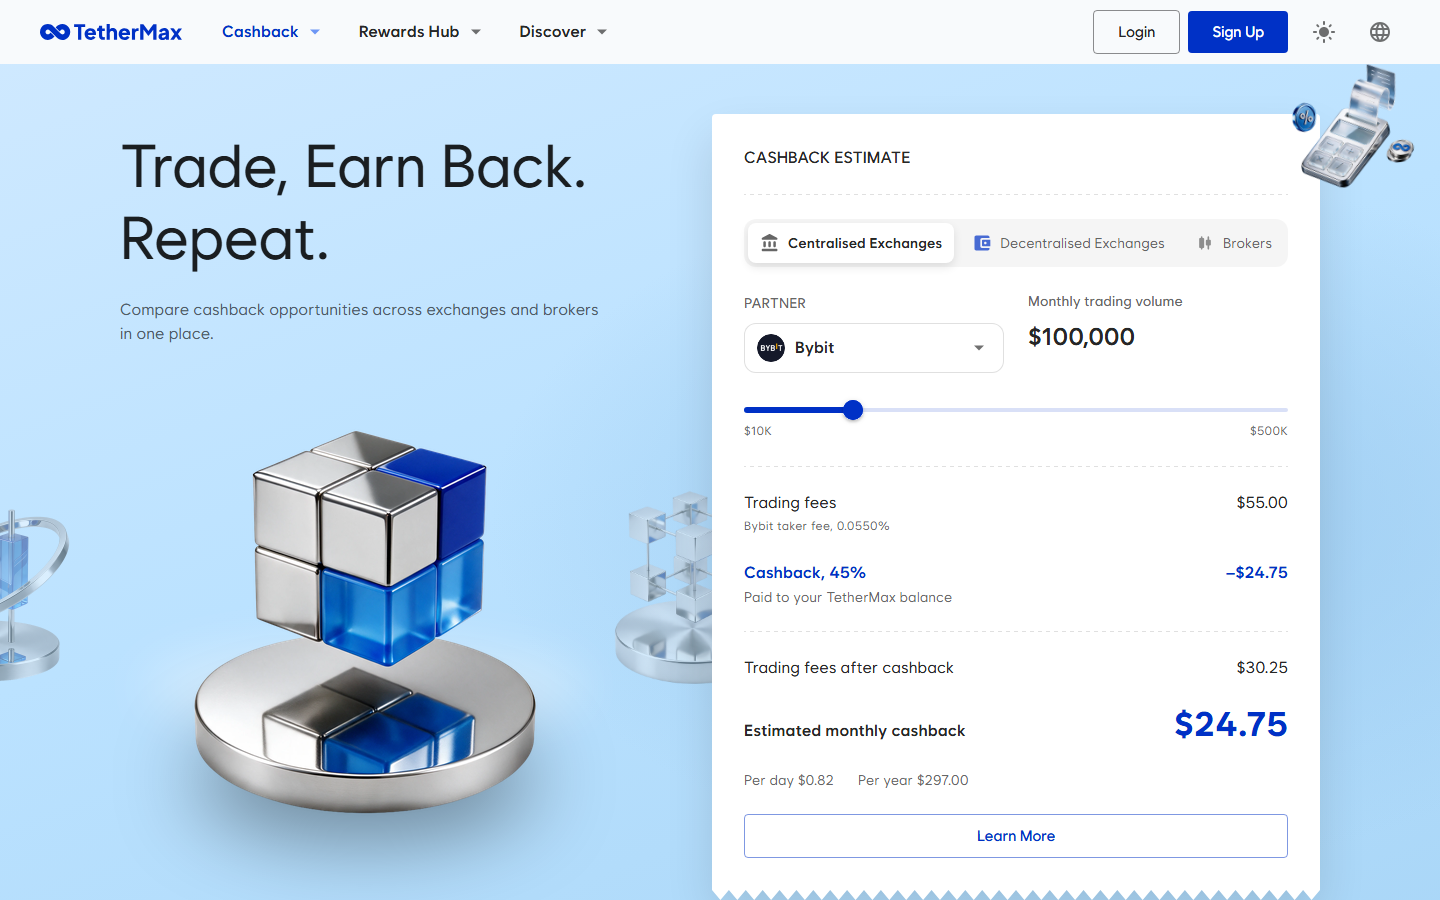 TetherMax
Cashback
Rewards Hub
Discover
Login
Sign Up
Trade, Earn Back.
Repeat.
Compare cashback opportunities across exchanges and brokers
in one place.
CASHBACK ESTIMATE
Centralised Exchanges
Decentralised Exchanges
Brokers
PARTNER
BYBIT
Bybit
Monthly trading volume
$100,000
$10K
$500K
Trading fees
$55.00
Bybit taker fee, 0.0550%
Cashback, 45%
–$24.75
Paid to your TetherMax balance
Trading fees after cashback
$30.25
Estimated monthly cashback
$24.75
Per day $0.82
Per year $297.00
Learn More